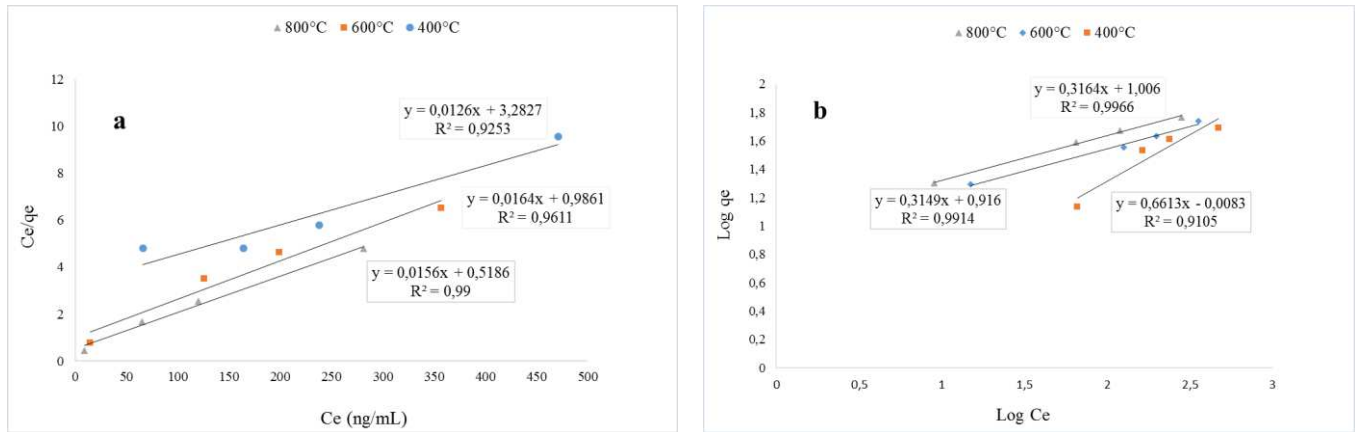 800°C 600°C 400°C
a
Ce/qe
12
10
8
6
4
2
0
y = 0,0126x + 3,2827
R² = 0,9253
y = 0,0164x + 0,9861
R² = 0,9611
y = 0,0156x + 0,5186
R² = 0,99
0 50 100 150 200 250 300 350 400 450 500
Ce (ng/mL)
800°C 600°C 400°C
b
Log qe
2
1,8
1,6
1,4
1,2
1
0,8
0,6
0,4
0,2
0
y = 0,3164x + 1,006
R² = 0,9966
y = 0,3149x + 0,916
R² = 0,9914
y = 0,6613x - 0,0083
R² = 0,9105
0 0,5 1 1,5 2 2,5 3
Log Ce